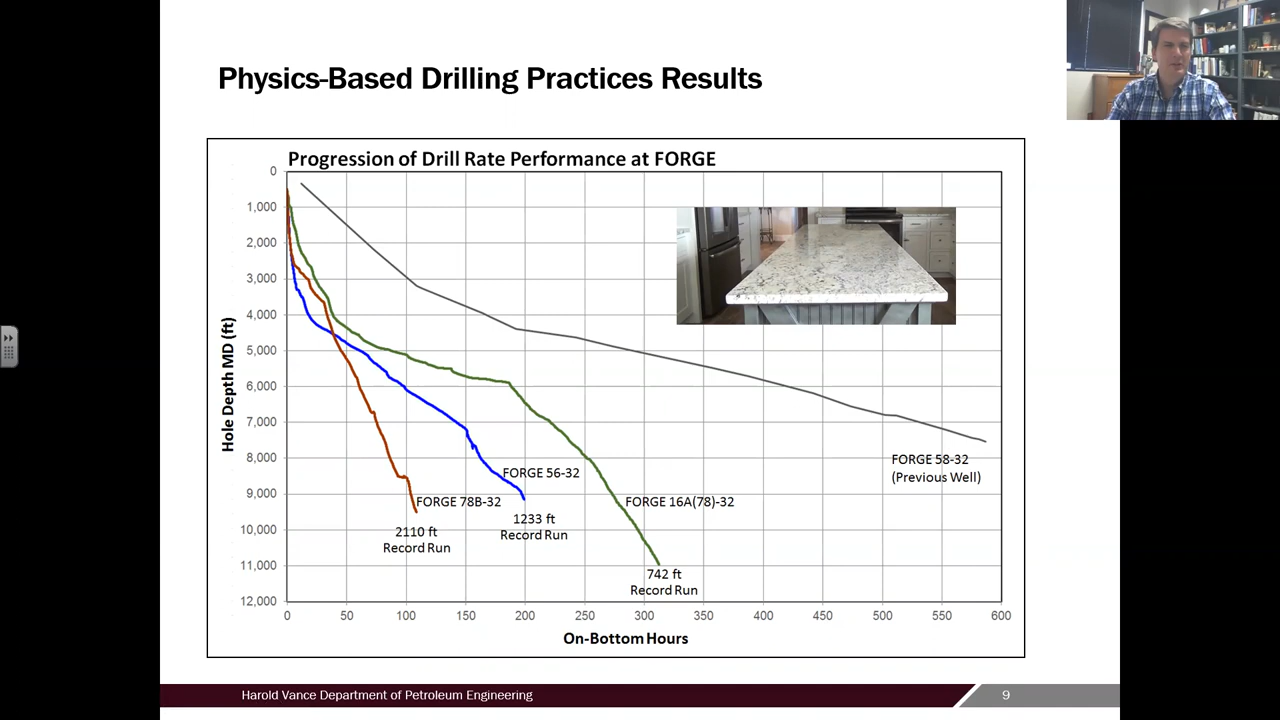 Physics-Based Drilling Practices Results
Progression of Drill Rate Performance at FORGE
0
1,000
2,000
3,000
4,000
5,000
6,000
7,000
8,000
9,000
10,000
11,000
12,000
Hole Depth MD (ft)
FORGE 58-32
(Previous Well)
FORGE 56-32
FORGE 78B-32
FORGE 16A(78)-32
2110 ft
Record Run
1233 ft
Record Run
742 ft
Record Run
0 50 100 150 200 250 300 350 400 450 500 550 600
On-Bottom Hours
Harold Vance Department of Petroleum Engineering
9